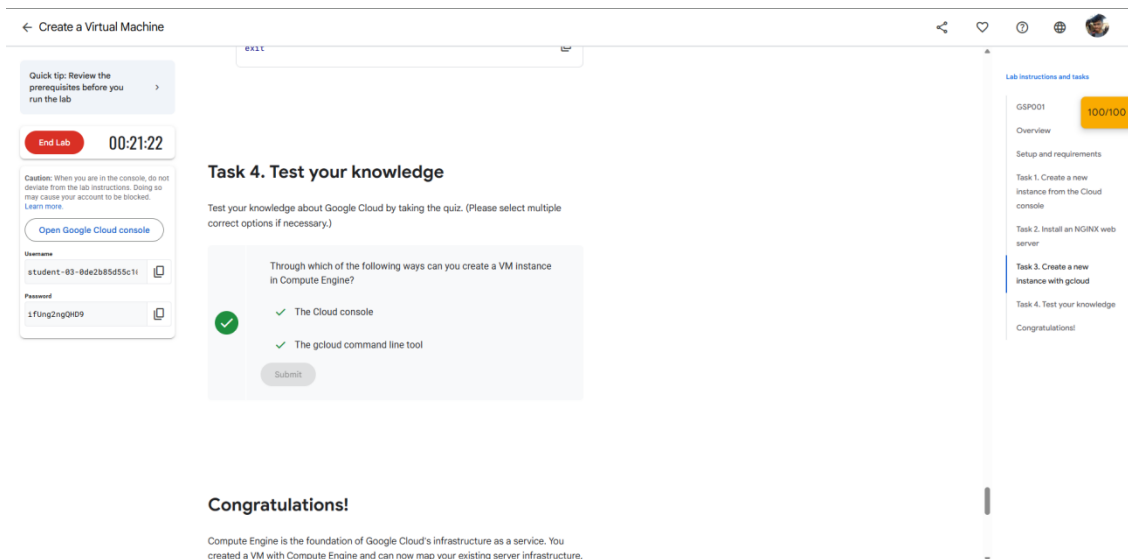 Create a Virtual Machine
exit
Quick tip: Review the
prerequisites before you
run the lab
End Lab
00:21:22
Caution: When you are in the console, do not
deviate from the lab instructions. Doing so
may cause your account to be blocked.
Learn more.
Open Google Cloud console
Username
student-03-0de2b85d55c1
Password
ifUng2ngQHD9
Task 4. Test your knowledge
Test your knowledge about Google Cloud by taking the quiz. (Please select multiple
correct options if necessary.)
Through which of the following ways can you create a VM instance
in Compute Engine?
The Cloud console
The gcloud command line tool
Submit
Congratulations!
Compute Engine is the foundation of Google Cloud's infrastructure as a service. You
created a VM with Compute Engine and can now map your existing server infrastructure,
Lab instructions and tasks
GSP001
100/100
Overview
Setup and requirements
Task 1. Create a new
instance from the Cloud
console
Task 2. Install an NGINX web
server
Task 3. Create a new
instance with gcloud
Task 4. Test your knowledge
Congratulations!